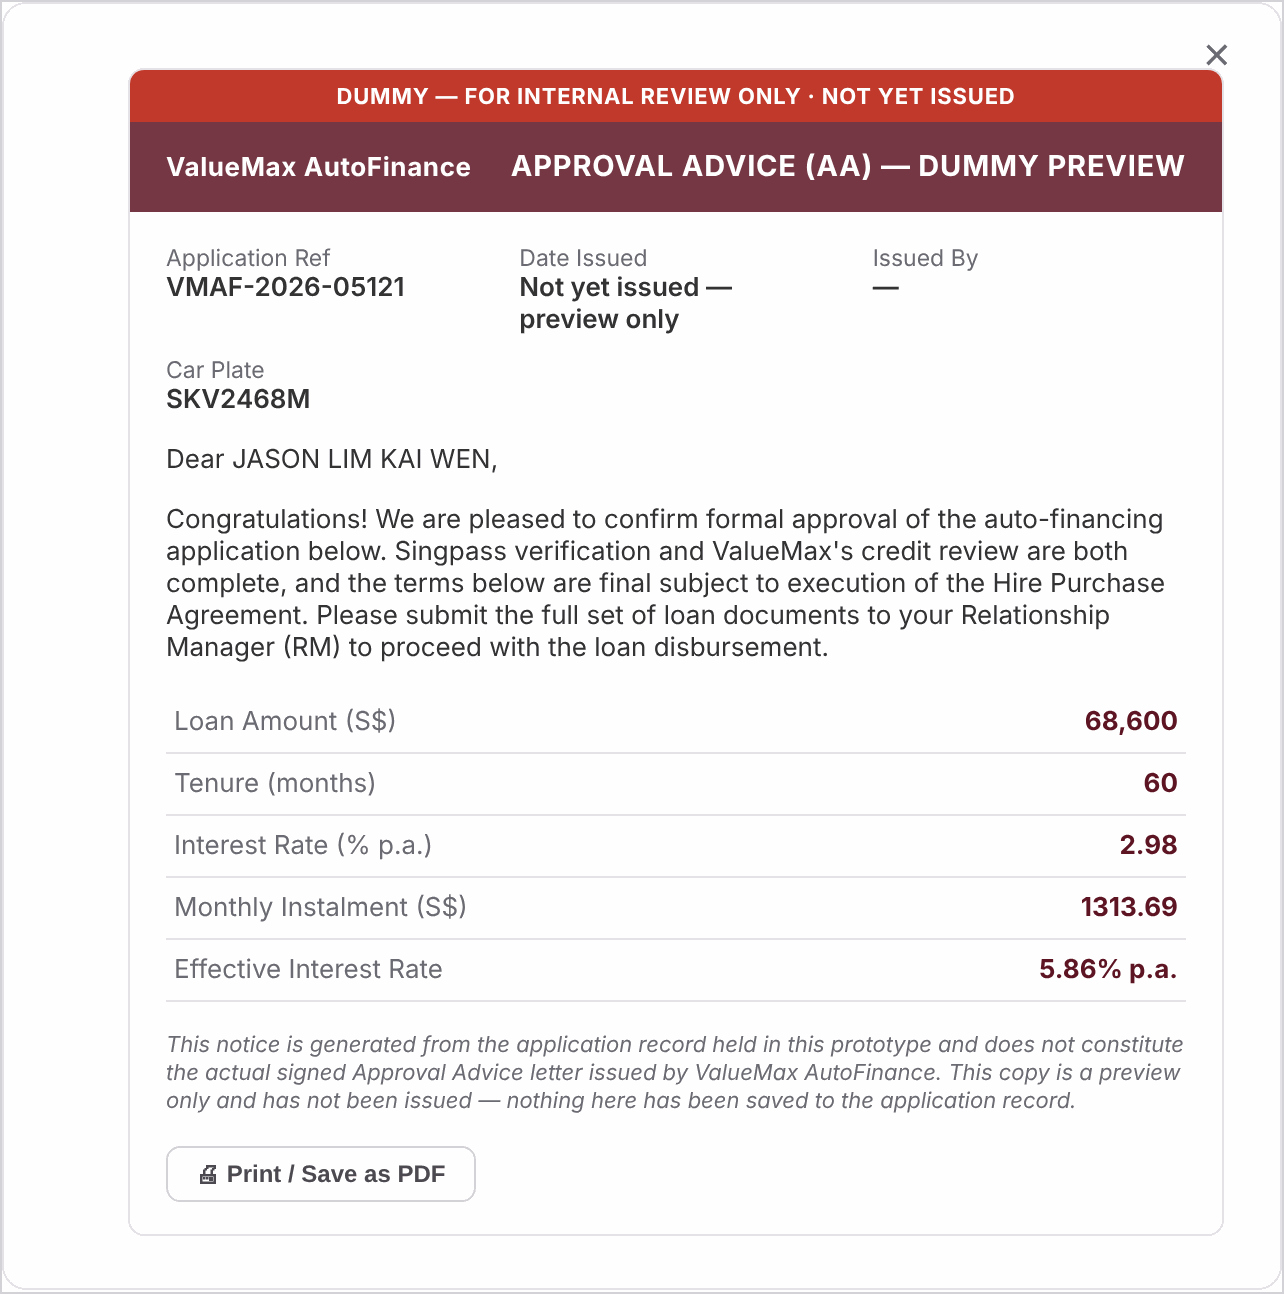 ✕
DUMMY — FOR INTERNAL REVIEW ONLY · NOT YET ISSUED
ValueMax AutoFinance APPROVAL ADVICE (AA) — DUMMY PREVIEW
Application Ref
VMAF-2026-05121
Date Issued
Not yet issued —
preview only
Issued By
—
Car Plate
SKV2468M
Dear JASON LIM KAI WEN,
Congratulations! We are pleased to confirm formal approval of the auto-financing
application below. Singpass verification and ValueMax's credit review are both
complete, and the terms below are final subject to execution of the Hire Purchase
Agreement. Please submit the full set of loan documents to your Relationship
Manager (RM) to proceed with the loan disbursement.
Loan Amount (S$) 68,600
Tenure (months) 60
Interest Rate (% p.a.) 2.98
Monthly Instalment (S$) 1313.69
Effective Interest Rate 5.86% p.a.
This notice is generated from the application record held in this prototype and does not constitute
the actual signed Approval Advice letter issued by ValueMax AutoFinance. This copy is a preview
only and has not been issued — nothing here has been saved to the application record.
🖨 Print / Save as PDF